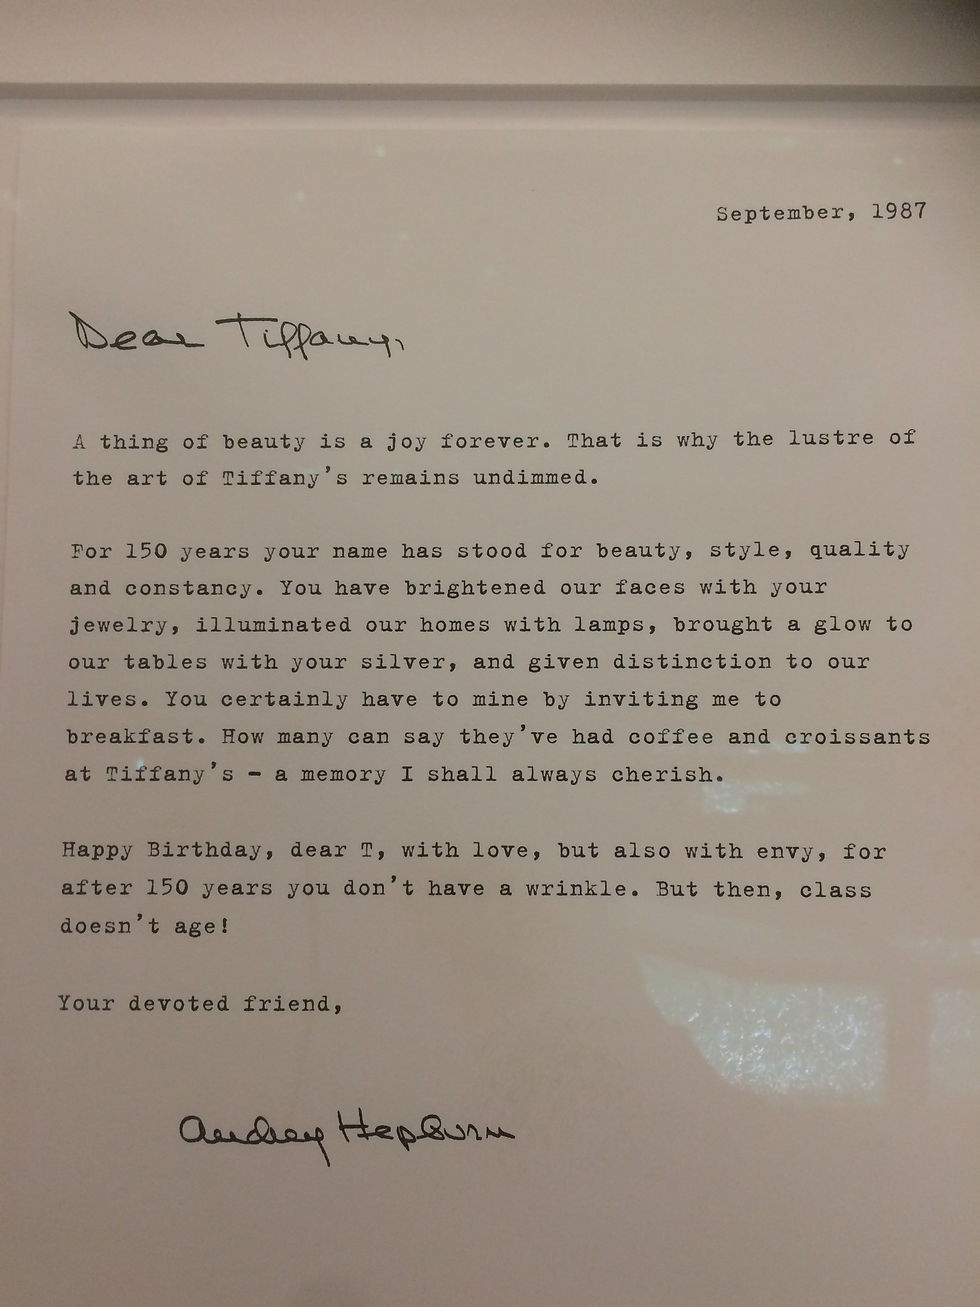 September, 1987
Dear Tiffany,
A thing of beauty is a joy forever. That is why the lustre of
the art of Tiffany's remains undimmed.
For 150 years your name has stood for beauty, style, quality
and constancy. You have brightened our faces with your
jewelry, illuminated our homes with lamps, brought a glow to
our tables with your silver, and given distinction to our
lives. You certainly have to mine by inviting me to
breakfast. How many can say they've had coffee and croissants
at Tiffany's – a memory I shall always cherish.
Happy Birthday, dear T, with love, but also with envy, for
after 150 years you don't have a wrinkle. But then, class
doesn't age!
Your devoted friend,
Audrey Hepburn